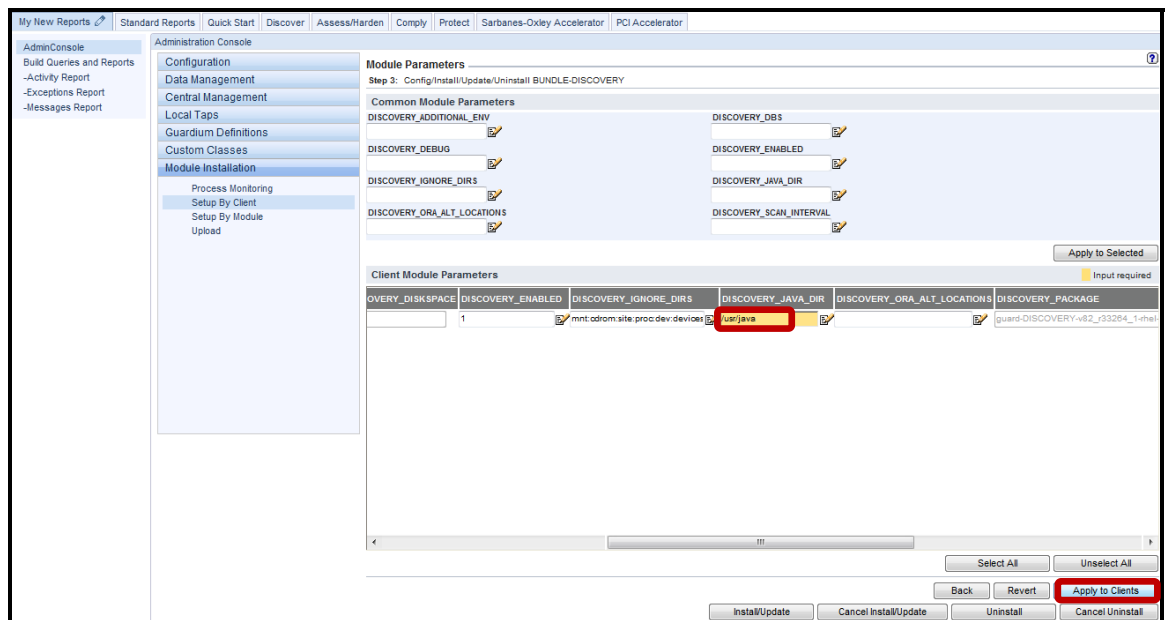 My New Reports Standard Reports Quick Start Discover Assess/Harden Comply Protect Sarbanes-Oxley Accelerator PCI Accelerator
AdminConsole
Build Queries and Reports
-Activity Report
-Exceptions Report
-Messages Report
Administration Console
Configuration
Data Management
Central Management
Local Taps
Guardium Definitions
Custom Classes
Module Installation
Process Monitoring
Setup By Client
Setup By Module
Upload
?
Module Parameters
Step 3: Config/Install/Update/Uninstall BUNDLE-DISCOVERY
Common Module Parameters
DISCOVERY_ADDITIONAL_ENV DISCOVERY_DBS
DISCOVERY_DEBUG DISCOVERY_ENABLED
DISCOVERY_IGNORE_DIRS DISCOVERY_JAVA_DIR
DISCOVERY_ORA_ALT_LOCATIONS DISCOVERY_SCAN_INTERVAL
Apply to Selected
Client Module Parameters Input required
OVERY_DISKSPACE DISCOVERY_ENABLED DISCOVERY_IGNORE_DIRS DISCOVERY_JAVA_DIR DISCOVERY_ORA_ALT_LOCATIONS DISCOVERY_PACKAGE
1 mnt:cdrom:site:proc:dev:devices /usr/java guard-DISCOVERY-v82_r33264_1-rhel-
Select All Unselect All
Back Revert Apply to Clients
Install/Update Cancel Install/Update Uninstall Cancel Uninstall